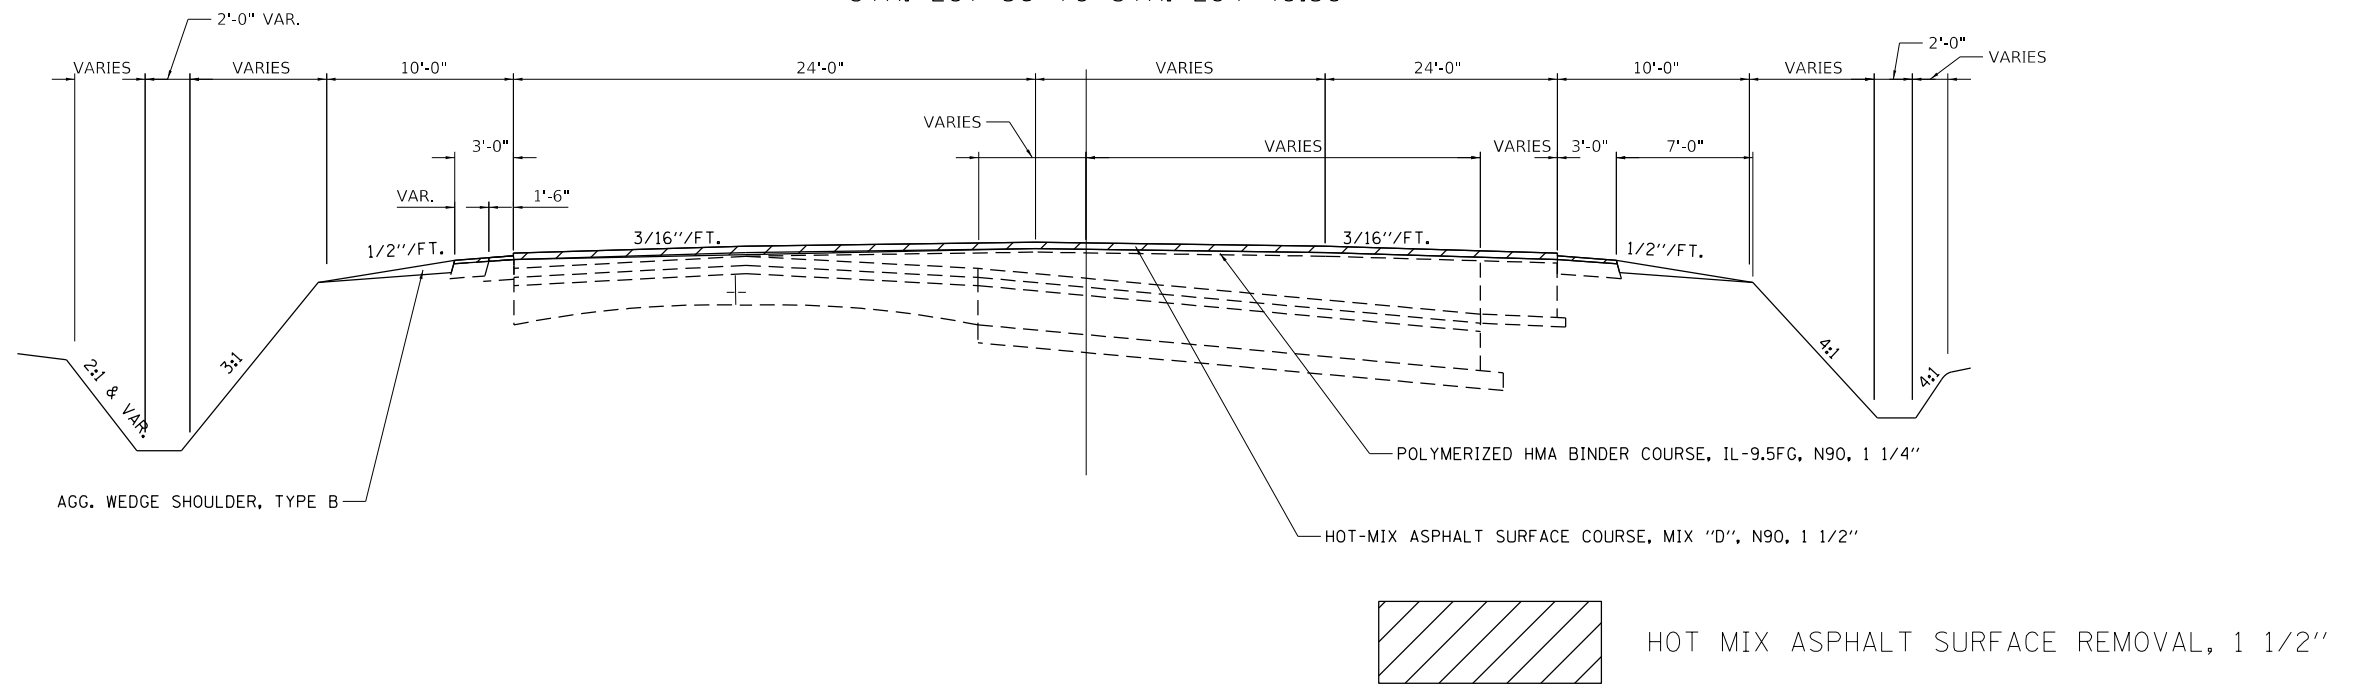 2'-0" VAR.
2'-0"
VARIES
VARIES
VARIES
10'-0"
24'-0"
VARIES
24'-0"
10'-0"
VARIES
VARIES
3'-0"
VARIES
VARIES
3'-0"
7'-0"
VAR.
1'-6"
1/2"/FT.
3/16"/FT.
3/16"/FT.
1/2"/FT.
2:1 & VAR.
3:1
4:1
4:1
POLYMERIZED HMA BINDER COURSE, IL-9.5FG, N90, 1 1/4"
AGG. WEDGE SHOULDER, TYPE B
HOT-MIX ASPHALT SURFACE COURSE, MIX "D", N90, 1 1/2"
HOT MIX ASPHALT SURFACE REMOVAL, 1 1/2"